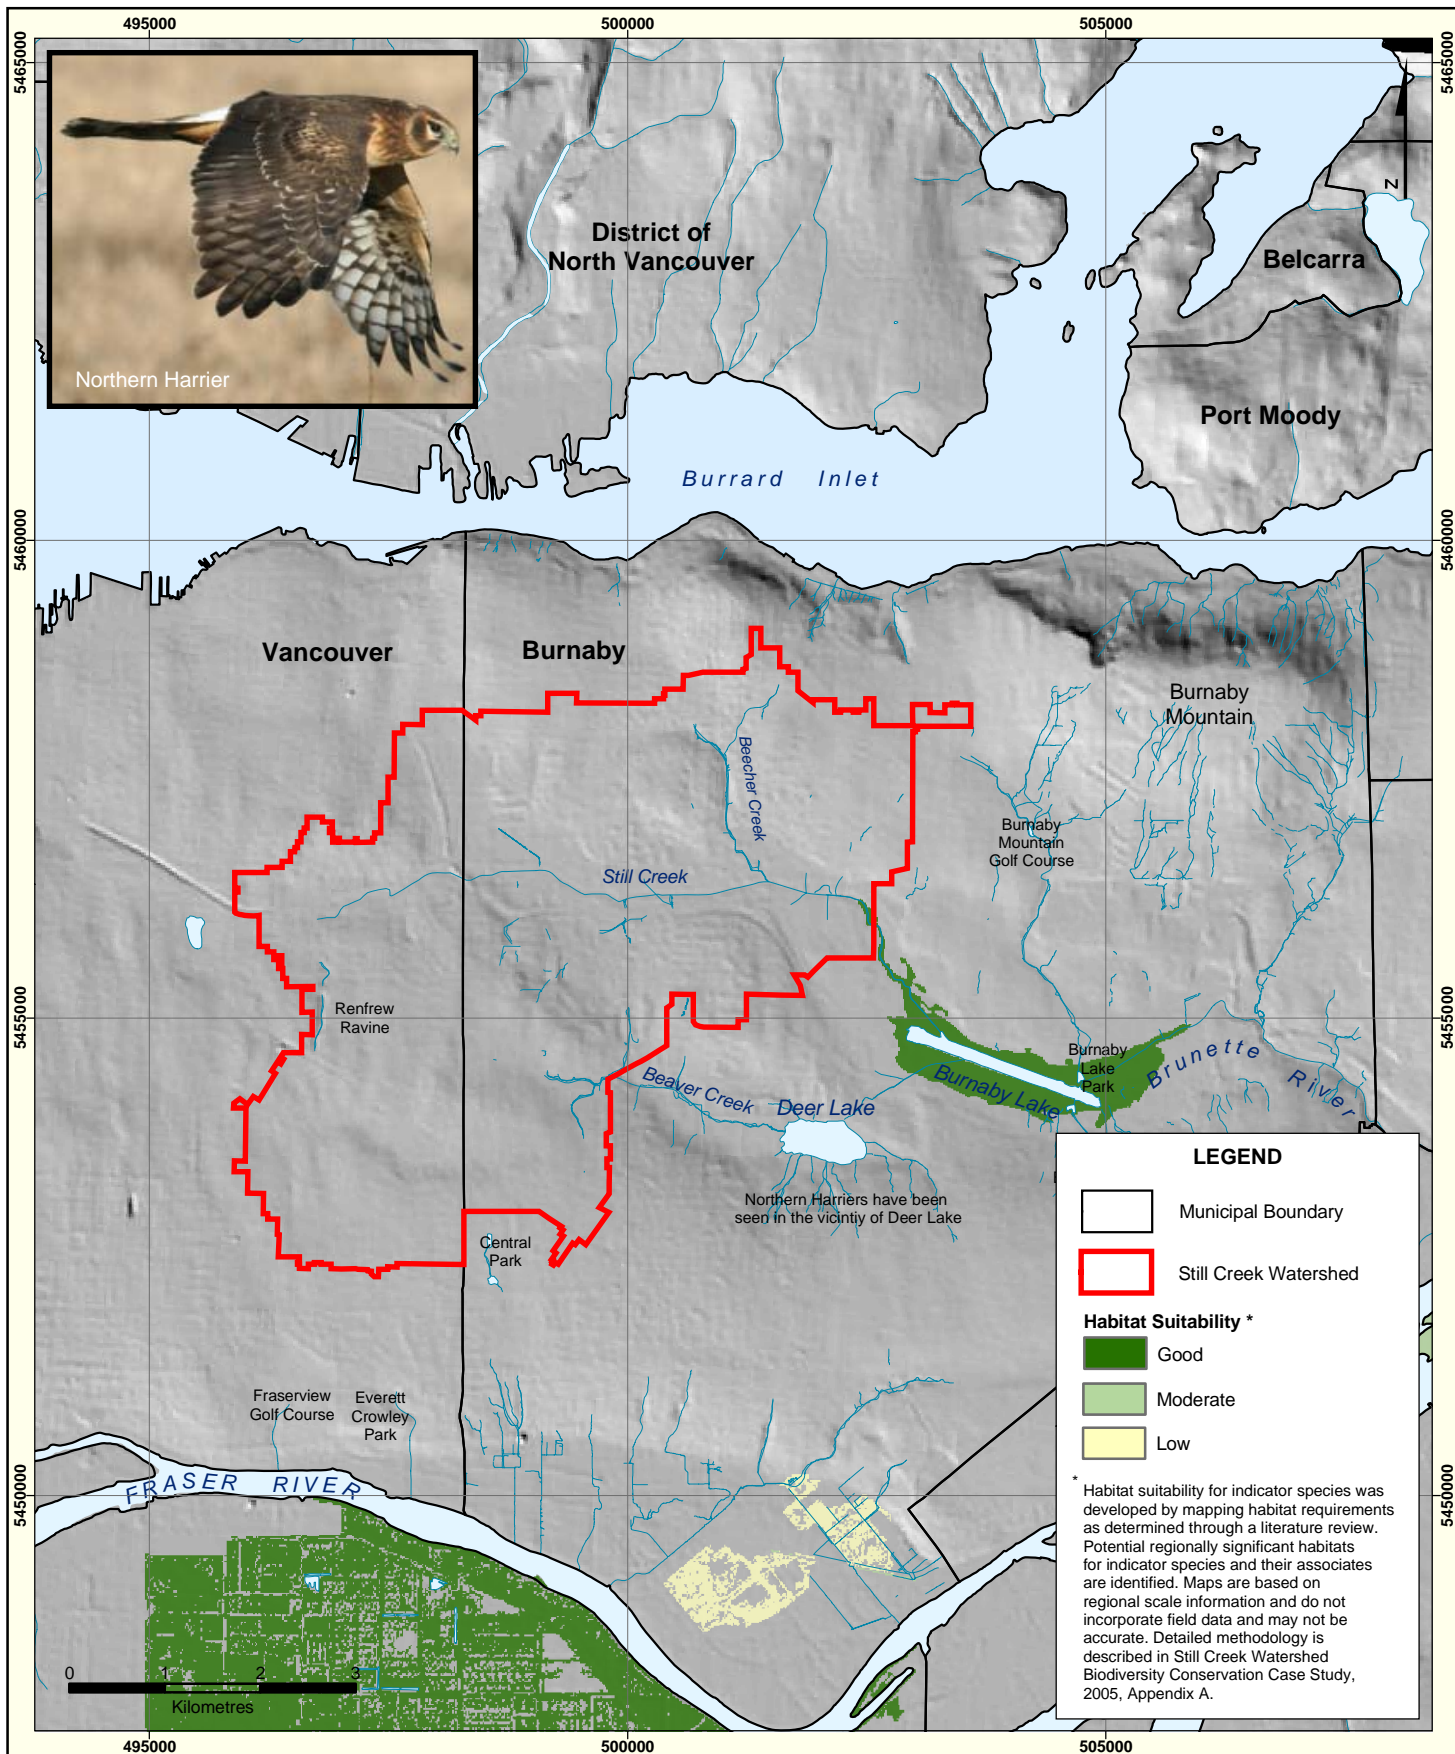 495000
500000
505000
5465000
5465000
Northern Harrier
District of
North Vancouver
Belcarra
Port Moody
N
Burrard Inlet
5460000
5460000
Vancouver
Burnaby
Burnaby
Mountain
Beecher Creek
Burnaby
Mountain
Golf Course
Still Creek
Renfrew
Ravine
5455000
5455000
Burnaby
Lake
Park
Brunette
River
Burnaby Lake
Beaver Creek
Deer Lake
Northern Harriers have been
seen in the vicintiy of Deer Lake
Central
Park
Fraserview
Golf Course
Everett
Crowley
Park
FRASER RIVER
5450000
5450000
LEGEND
Municipal Boundary
Still Creek Watershed
Habitat Suitability *
Good
Moderate
Low
* Habitat suitability for indicator species was
developed by mapping habitat requirements
as determined through a literature review.
Potential regionally significant habitats
for indicator species and their associates
are identified. Maps are based on
regional scale information and do not
incorporate field data and may not be
accurate. Detailed methodology is
described in Still Creek Watershed
Biodiversity Conservation Case Study,
2005, Appendix A.
0 1 2 3
Kilometres
495000
500000
505000